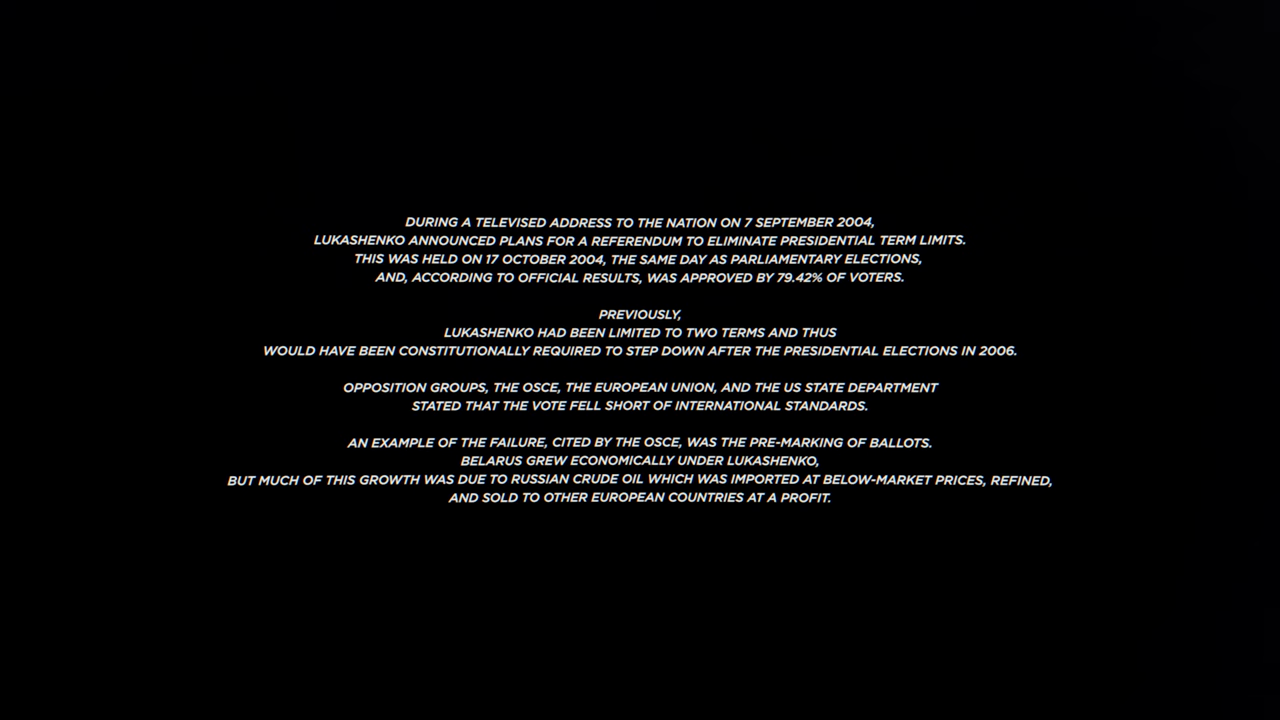 DURING A TELEVISED ADDRESS TO THE NATION ON 7 SEPTEMBER 2004,
LUKASHENKO ANNOUNCED PLANS FOR A REFERENDUM TO ELIMINATE PRESIDENTIAL TERM LIMITS.
THIS WAS HELD ON 17 OCTOBER 2004, THE SAME DAY AS PARLIAMENTARY ELECTIONS,
AND, ACCORDING TO OFFICIAL RESULTS, WAS APPROVED BY 79.42% OF VOTERS.
PREVIOUSLY,
LUKASHENKO HAD BEEN LIMITED TO TWO TERMS AND THUS
WOULD HAVE BEEN CONSTITUTIONALLY REQUIRED TO STEP DOWN AFTER THE PRESIDENTIAL ELECTIONS IN 2006.
OPPOSITION GROUPS, THE OSCE, THE EUROPEAN UNION, AND THE US STATE DEPARTMENT
STATED THAT THE VOTE FELL SHORT OF INTERNATIONAL STANDARDS.
AN EXAMPLE OF THE FAILURE, CITED BY THE OSCE, WAS THE PRE-MARKING OF BALLOTS.
BELARUS GREW ECONOMICALLY UNDER LUKASHENKO,
BUT MUCH OF THIS GROWTH WAS DUE TO RUSSIAN CRUDE OIL WHICH WAS IMPORTED AT BELOW-MARKET PRICES, REFINED,
AND SOLD TO OTHER EUROPEAN COUNTRIES AT A PROFIT.